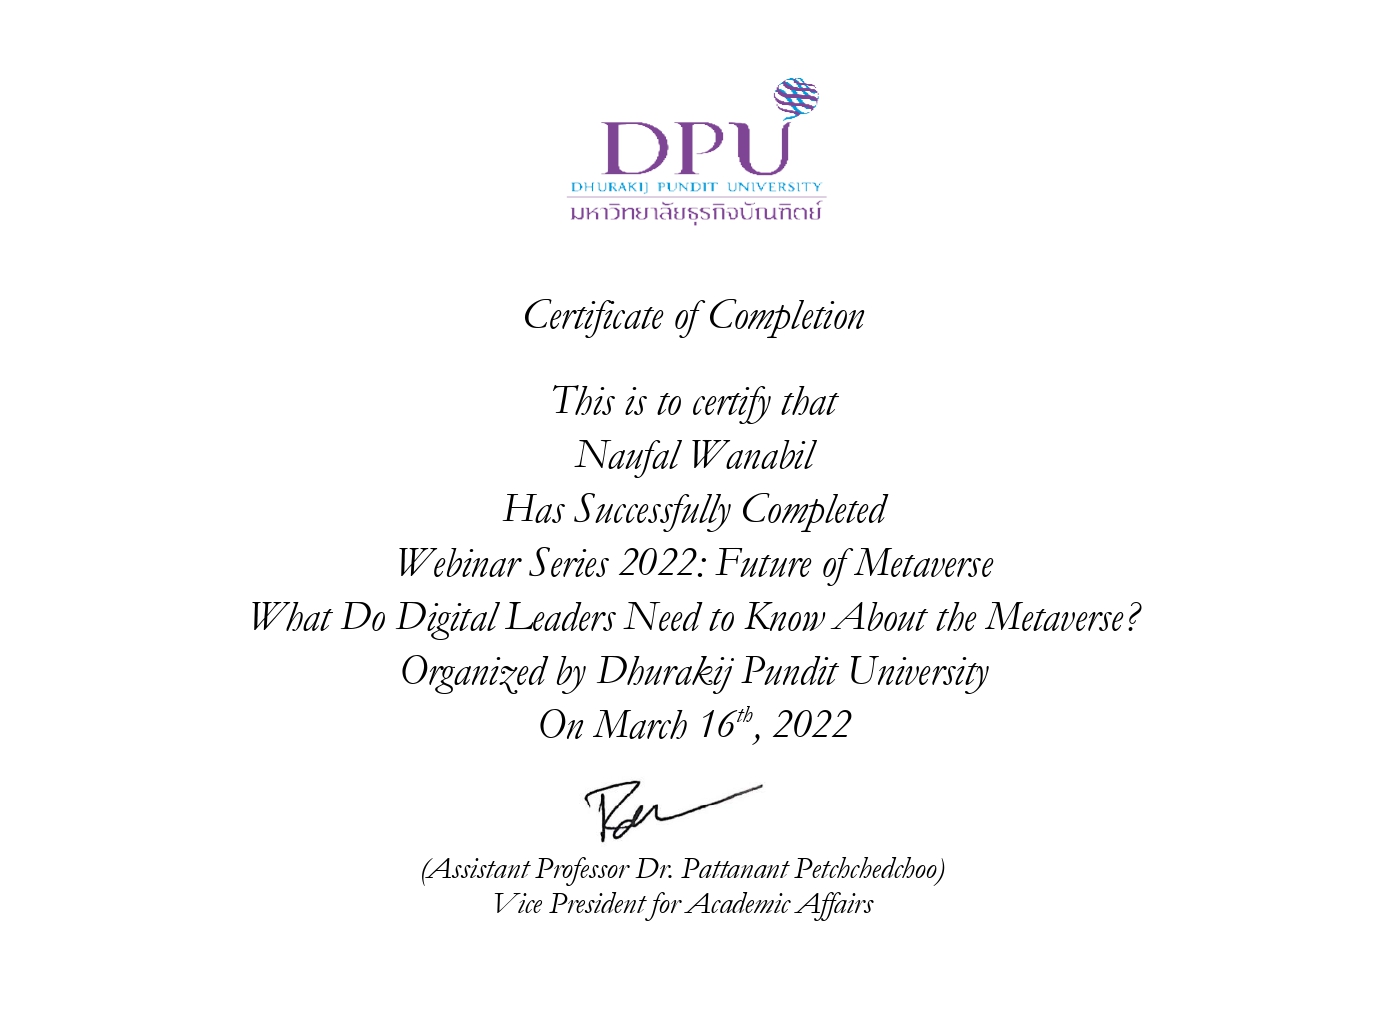 DPU
DHURAKIJ PUNDIT UNIVERSITY
มหาวิทยาลัยธุรกิจบัณฑิตย์
Certificate of Completion
This is to certify that
Naufal Wanabil
Has Successfully Completed
Webinar Series 2022: Future of Metaverse
What Do Digital Leaders Need to Know About the Metaverse?
Organized by Dhurakij Pundit University
On March 16th, 2022
(Assistant Professor Dr. Pattanant Petchchedchoo)
Vice President for Academic Affairs